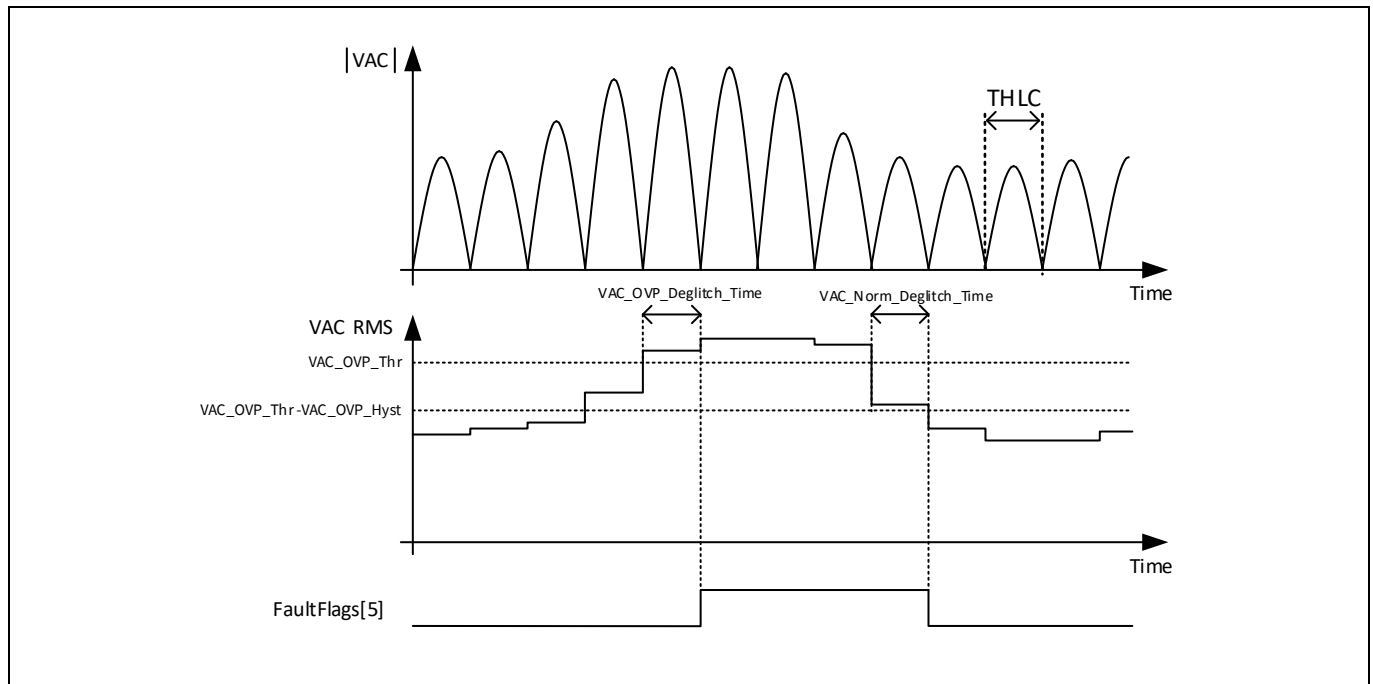 |VAC|
THLC
Time
VAC_OVP_Deglitch_Time
VAC_Norm_Deglitch_Time
VAC RMS
VAC_OVP_Thr
VAC_OVP_Thr-VAC_OVP_Hyst
Time
FaultFlags[5]